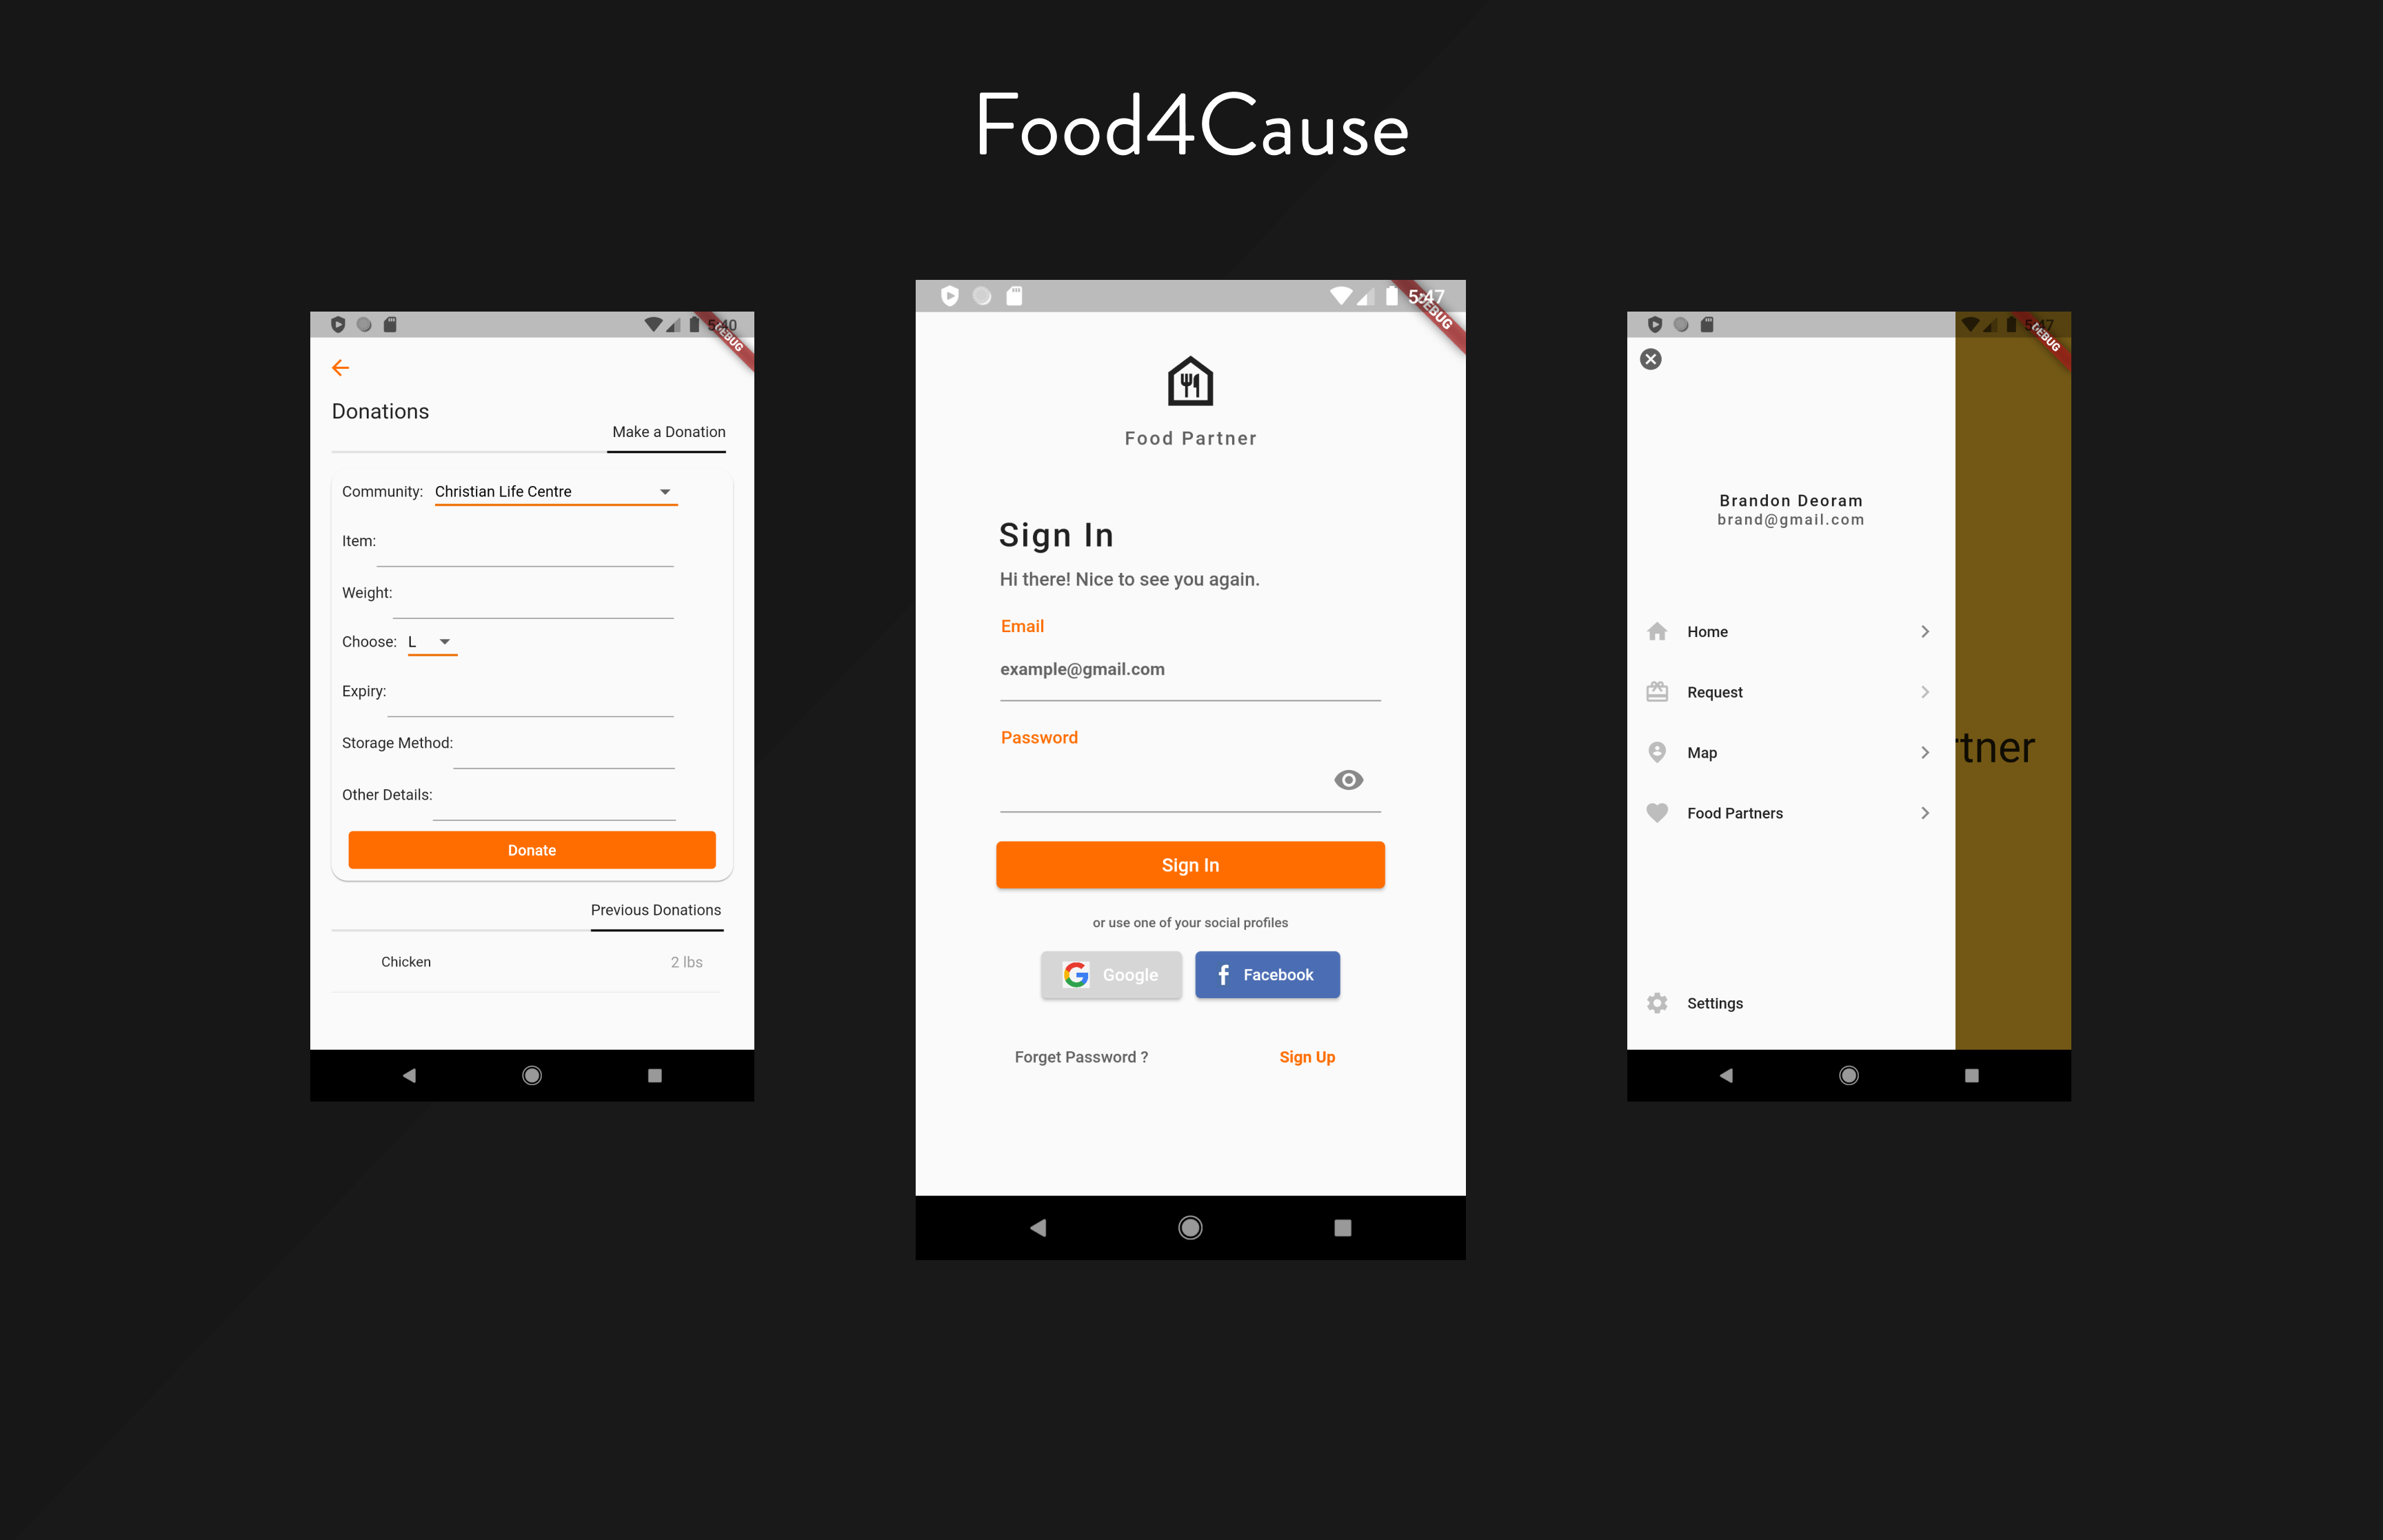 Food4Cause
5:40
DEBUG
Donations
Make a Donation
Community: Christian Life Centre
Item:
Weight:
Choose: L
Expiry:
Storage Method:
Other Details:
Donate
Previous Donations
Chicken 2 lbs
5:47
DEBUG
Food Partner
Sign In
Hi there! Nice to see you again.
Email
example@gmail.com
Password
Sign In
or use one of your social profiles
G Google f Facebook
Forget Password ? Sign Up
5:47
DEBUG
Brandon Deoram
brand@gmail.com
Home
Request
Map
rtner
Food Partners
Settings